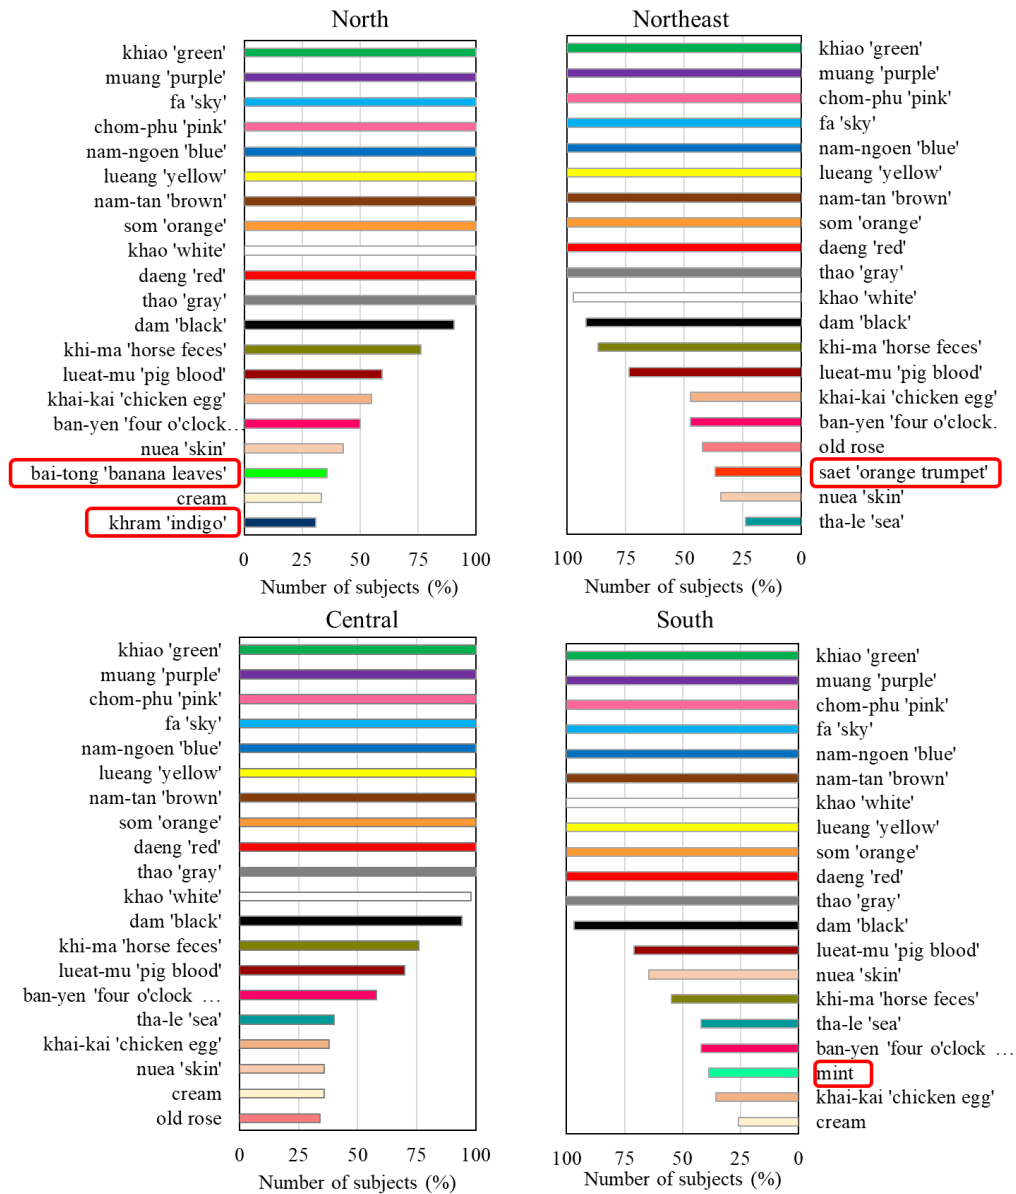 North
khiao 'green'
muang 'purple'
fa 'sky'
chom-phu 'pink'
nam-ngoen 'blue'
lueang 'yellow'
nam-tan 'brown'
som 'orange'
khao 'white'
daeng 'red'
thao 'gray'
dam 'black'
khi-ma 'horse feces'
lueat-mu 'pig blood'
khai-kai 'chicken egg'
ban-yen 'four o'clock…
nuea 'skin'
bai-tong 'banana leaves'
cream
khram 'indigo'
0 25 50 75 100
Number of subjects (%)
Northeast
khiao 'green'
muang 'purple'
chom-phu 'pink'
fa 'sky'
nam-ngoen 'blue'
lueang 'yellow'
nam-tan 'brown'
som 'orange'
daeng 'red'
thao 'gray'
khao 'white'
dam 'black'
khi-ma 'horse feces'
lueat-mu 'pig blood'
khai-kai 'chicken egg'
ban-yen 'four o'clock.
old rose
saet 'orange trumpet'
nuea 'skin'
tha-le 'sea'
100 75 50 25 0
Number of subjects (%)
Central
khiao 'green'
muang 'purple'
chom-phu 'pink'
fa 'sky'
nam-ngoen 'blue'
lueang 'yellow'
nam-tan 'brown'
som 'orange'
daeng 'red'
thao 'gray'
khao 'white'
dam 'black'
khi-ma 'horse feces'
lueat-mu 'pig blood'
ban-yen 'four o'clock …
tha-le 'sea'
khai-kai 'chicken egg'
nuea 'skin'
cream
old rose
0 25 50 75 100
Number of subjects (%)
South
khiao 'green'
muang 'purple'
chom-phu 'pink'
fa 'sky'
nam-ngoen 'blue'
nam-tan 'brown'
khao 'white'
lueang 'yellow'
som 'orange'
daeng 'red'
thao 'gray'
dam 'black'
lueat-mu 'pig blood'
nuea 'skin'
khi-ma 'horse feces'
tha-le 'sea'
ban-yen 'four o'clock …
mint
khai-kai 'chicken egg'
cream
100 75 50 25 0
Number of subjects (%)